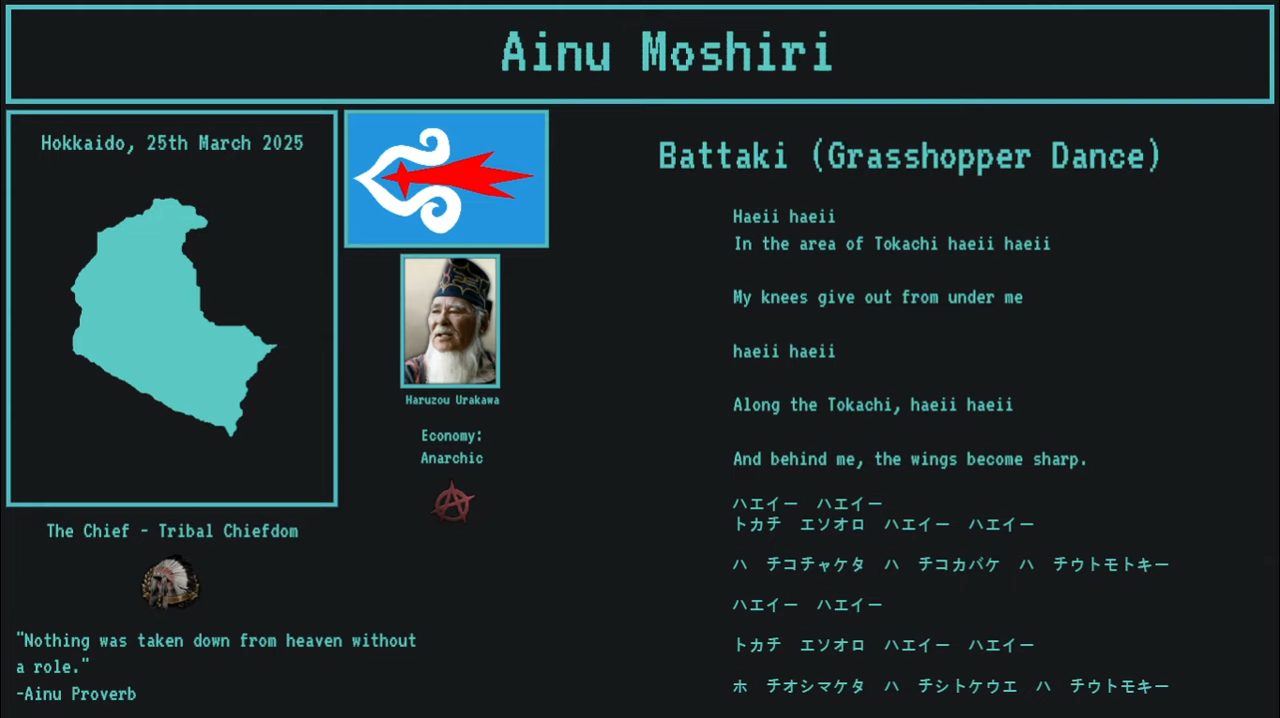 Ainu Moshiri
Hokkaido, 25th March 2025
Haruzou Urakawa
Economy:
Anarchic
The Chief - Tribal Chiefdom
"Nothing was taken down from heaven without
a role."
-Ainu Proverb
Battaki (Grasshopper Dance)
Haeii haeii
In the area of Tokachi haeii haeii
My knees give out from under me
haeii haeii
Along the Tokachi, haeii haeii
And behind me, the wings become sharp.
ハエイー ハエイー
トカチ エソオロ ハエイー ハエイー
ハ チコチャケタ ハ チコカバケ ハ チウトモトキー
ハエイー ハエイー
トカチ エソオロ ハエイー ハエイー
ホ チオシマケタ ハ チシトケウエ ハ チウトモキー